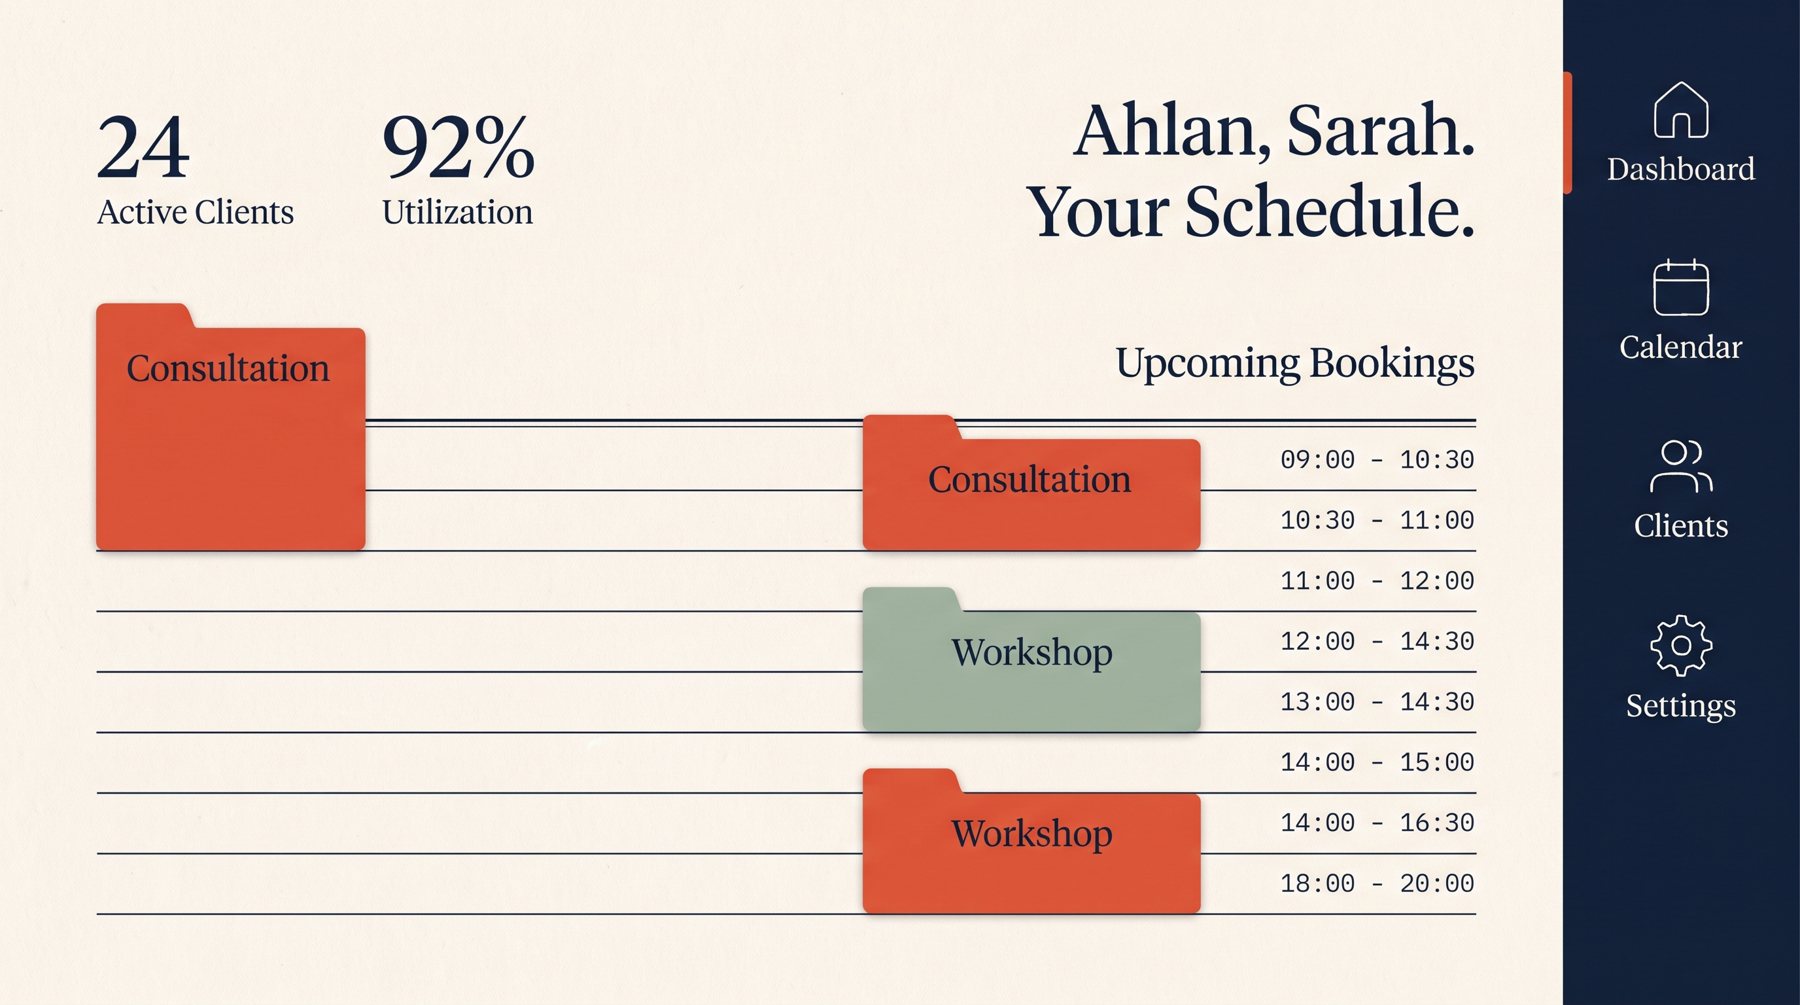 24
Active Clients
92%
Utilization
Ahlan, Sarah.
Your Schedule.
Consultation
Upcoming Bookings
Consultation
09:00 – 10:30
10:30 – 11:00
11:00 – 12:00
Workshop
12:00 – 14:30
13:00 – 14:30
14:00 – 15:00
Workshop
14:00 – 16:30
18:00 – 20:00
Dashboard
Calendar
Clients
Settings